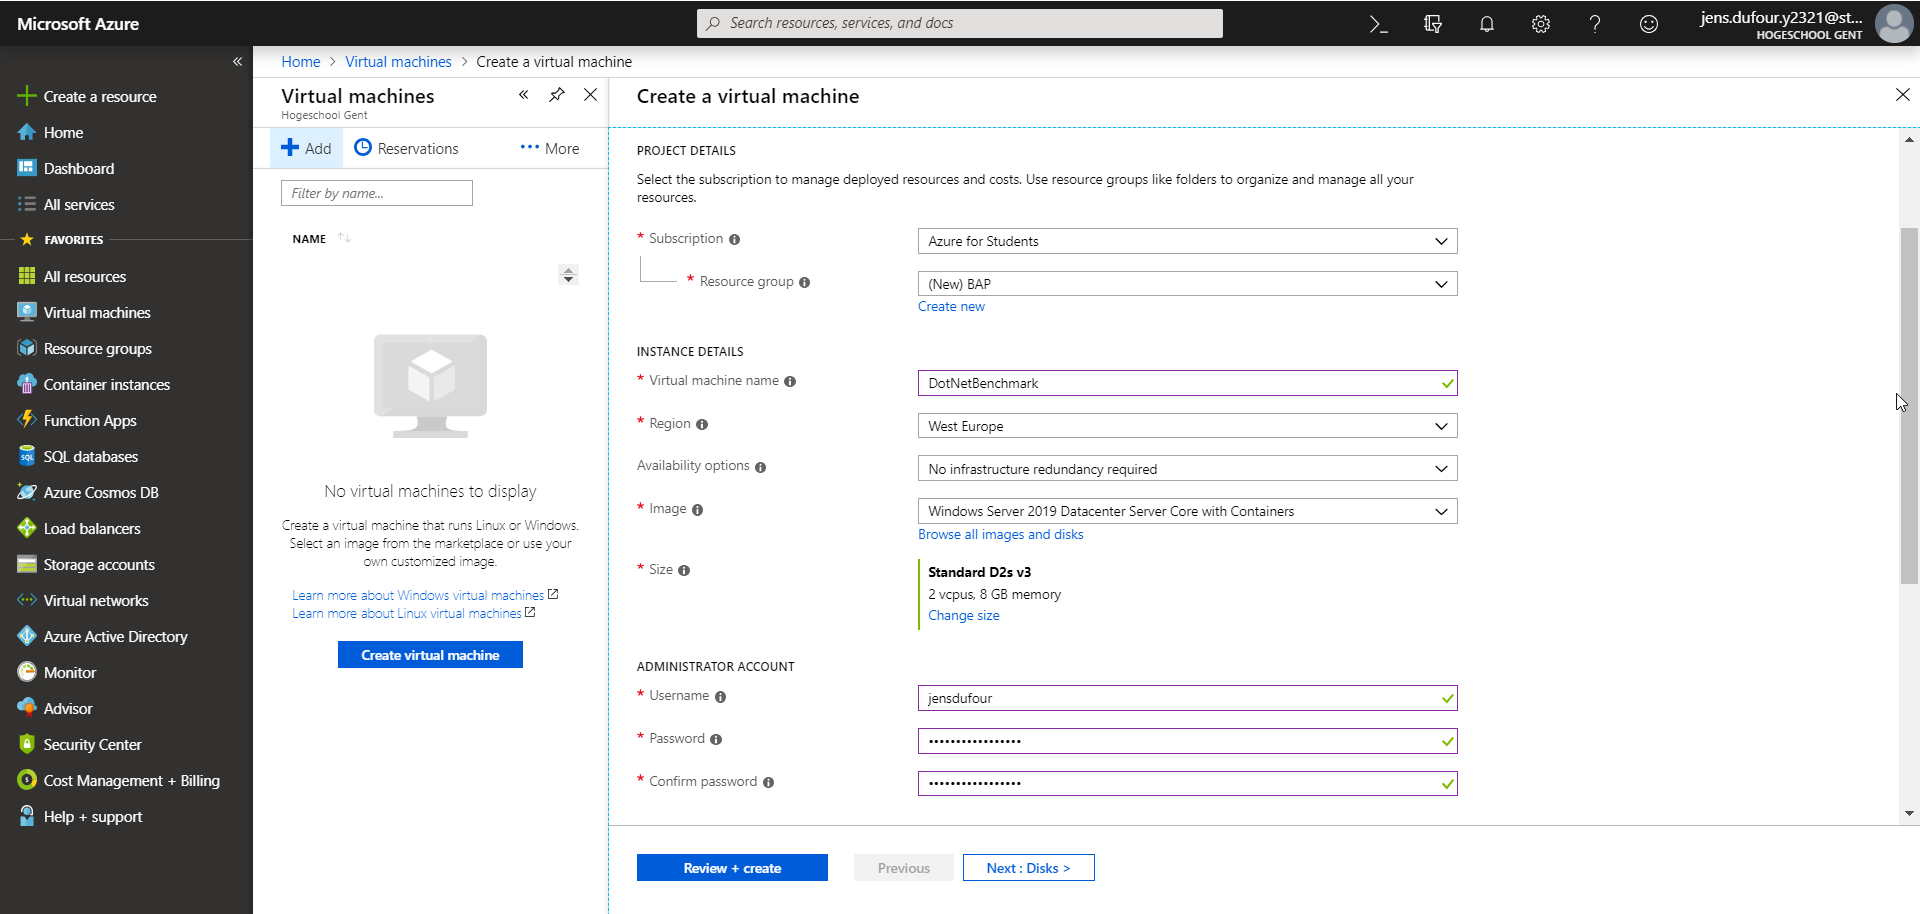 Microsoft Azure
Search resources, services, and docs
jens.dufour.y2321@st...
HOGESCHOOL GENT
Create a resource
Home
Dashboard
All services
FAVORITES
All resources
Virtual machines
Resource groups
Container instances
Function Apps
SQL databases
Azure Cosmos DB
Load balancers
Storage accounts
Virtual networks
Azure Active Directory
Monitor
Advisor
Security Center
Cost Management + Billing
Help + support
Home > Virtual machines > Create a virtual machine
Virtual machines
Hogeschool Gent
Add
Reservations
More
Filter by name...
NAME
No virtual machines to display
Create a virtual machine that runs Linux or Windows.
Select an image from the marketplace or use your
own customized image.
Learn more about Windows virtual machines
Learn more about Linux virtual machines
Create virtual machine
Create a virtual machine
PROJECT DETAILS
Select the subscription to manage deployed resources and costs. Use resource groups like folders to organize and manage all your
resources.
* Subscription
Azure for Students
* Resource group
(New) BAP
Create new
INSTANCE DETAILS
* Virtual machine name
DotNetBenchmark
* Region
West Europe
Availability options
No infrastructure redundancy required
* Image
Windows Server 2019 Datacenter Server Core with Containers
Browse all images and disks
* Size
Standard D2s v3
2 vcpus, 8 GB memory
Change size
ADMINISTRATOR ACCOUNT
* Username
jensdufour
* Password
•••••••••••••••••
* Confirm password
•••••••••••••••••
Review + create
Previous
Next : Disks >